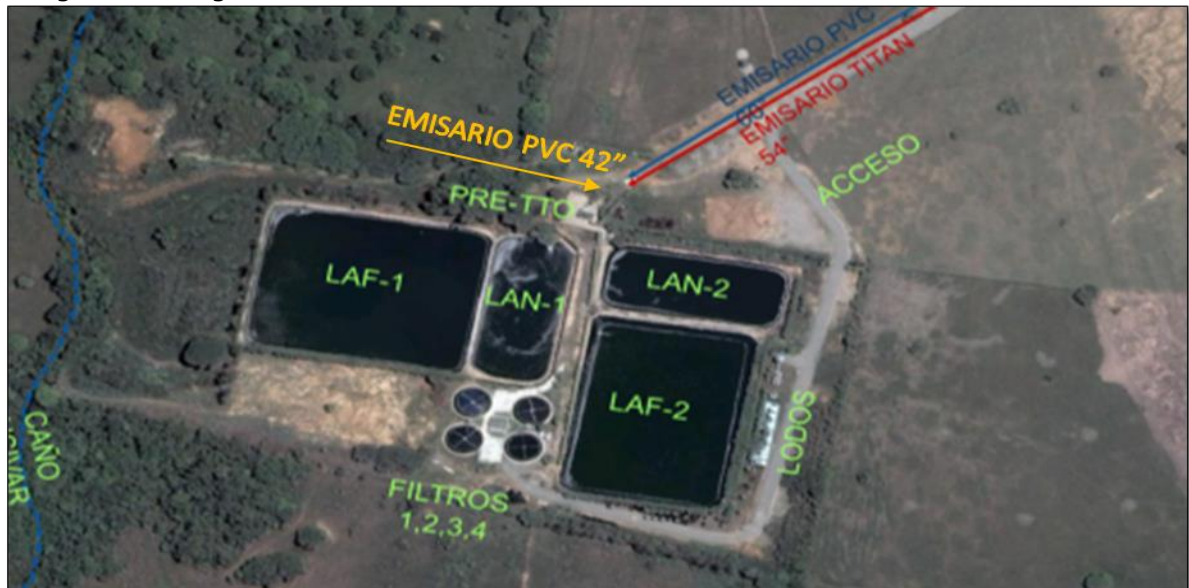 EMISARIO PVC
EMISARIO TITAN
54"
EMISARIO PVC 42"
ACCESO
PRE-TTO
LAF-1
LAN-1
LAN-2
LAF-2
LODOS
FILTROS
1,2,3,4
CAÑO